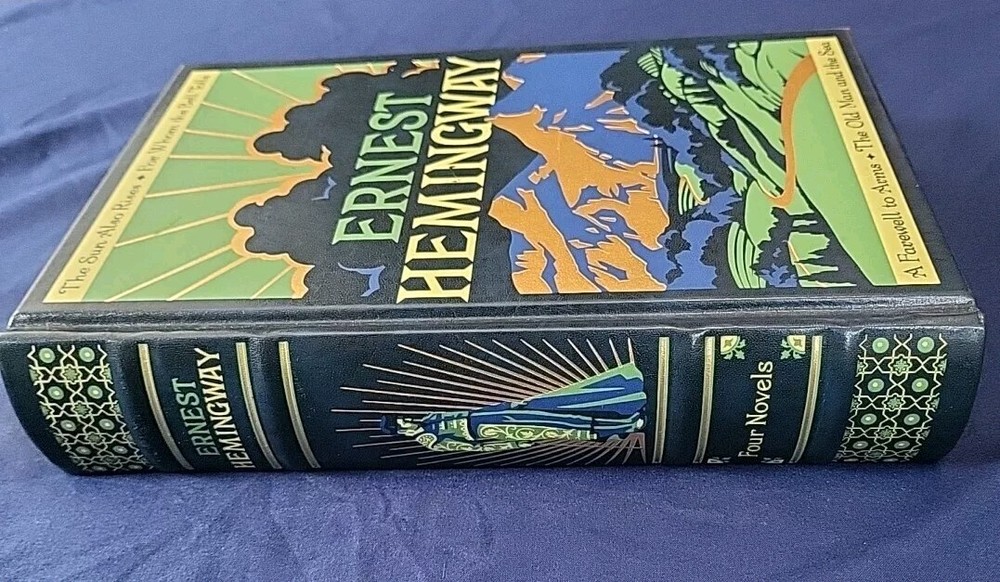 The Sun Also Rises • For Whom the Bell Tolls
ERNEST
HEMINGWAY
A Farewell to Arms • The Old Man and the Sea
ERNEST
HEMINGWAY
Four Novels